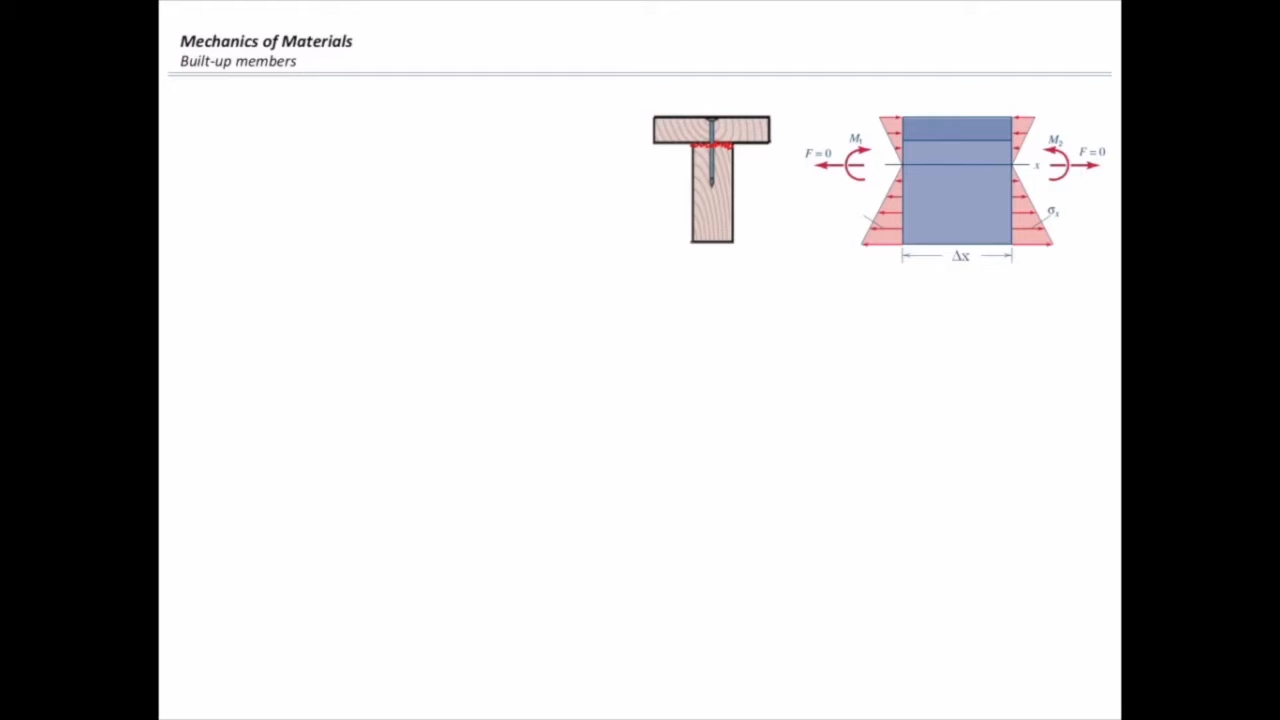 Mechanics of Materials
Built-up members
M₁
M₂
F = 0
F = 0
x
σₓ
Δx